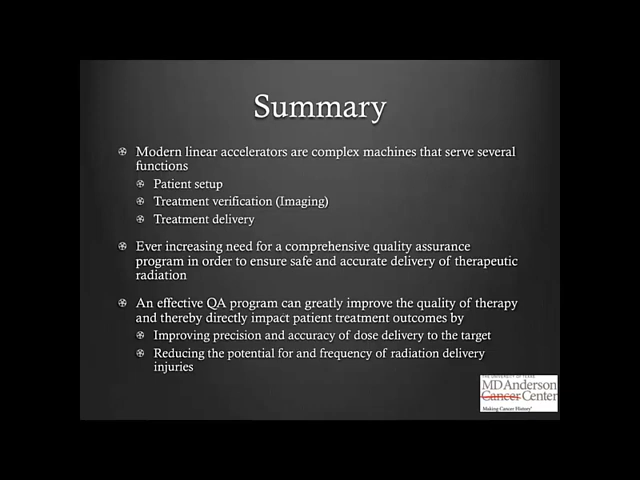 Summary
Modern linear accelerators are complex machines that serve several
functions
Patient setup
Treatment verification (Imaging)
Treatment delivery
Ever increasing need for a comprehensive quality assurance
program in order to ensure safe and accurate delivery of therapeutic
radiation
An effective QA program can greatly improve the quality of therapy
and thereby directly impact patient treatment outcomes by
Improving precision and accuracy of dose delivery to the target
Reducing the potential for and frequency of radiation delivery
injuries
THE UNIVERSITY OF TEXAS
MD Anderson
Cancer Center
Making Cancer History®